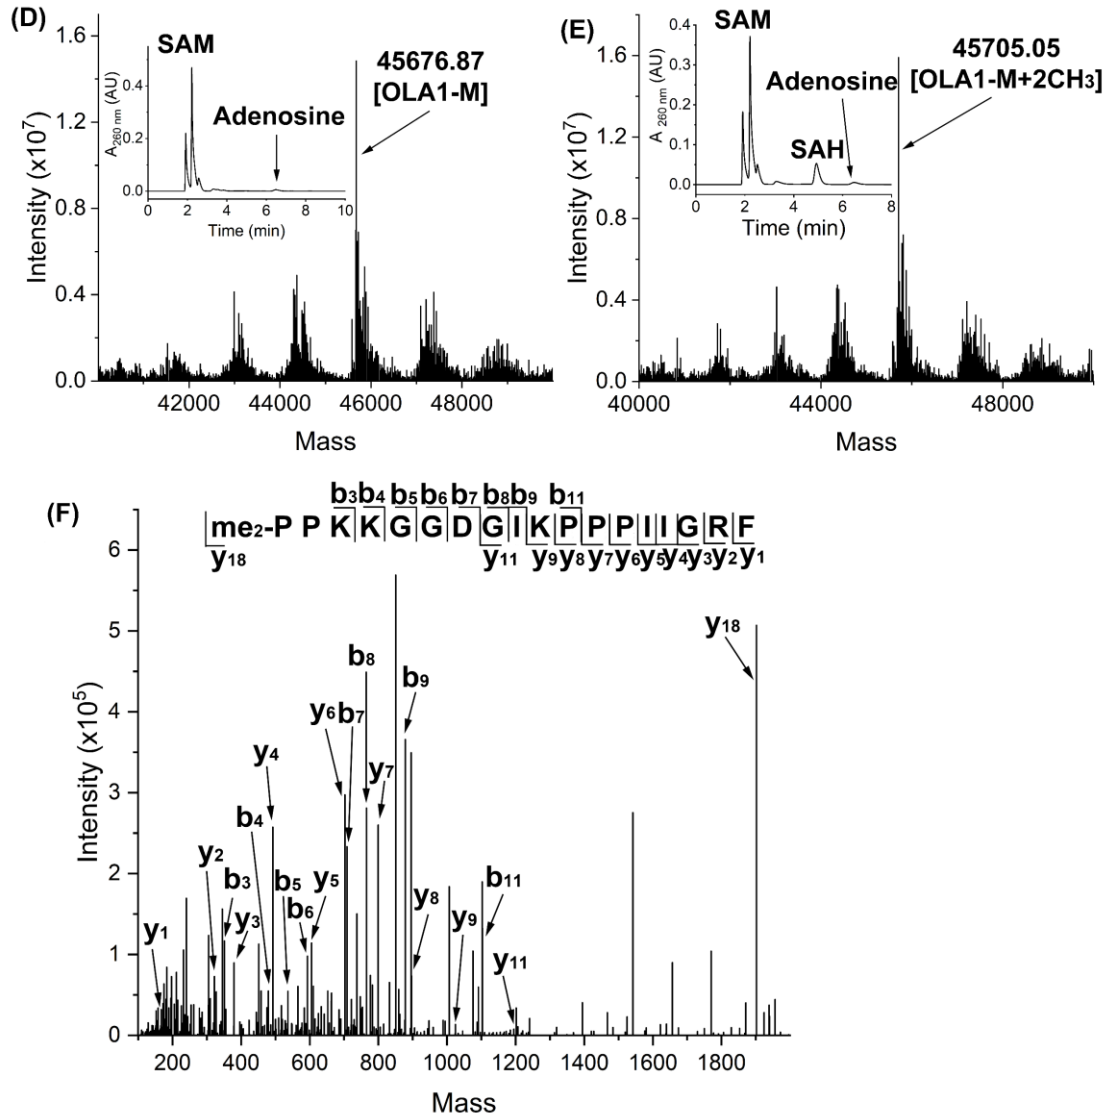 (D)
1.6
1.2
0.8
0.4
0.0
Intensity (x10⁷)
42000 44000 46000 48000
Mass
SAM
Adenosine
0.4
0.2
0.0
A260 nm (AU)
0 2 4 6 8 10
Time (min)
45676.87
[OLA1-M]
(E)
1.6
1.2
0.8
0.4
0.0
Intensity (x10⁷)
40000 44000 48000
Mass
SAM
Adenosine
SAH
0.4
0.3
0.2
0.1
0.0
A 260 nm (AU)
0 2 4 6 8
Time (min)
45705.05
[OLA1-M+2CH3]
(F)
b3 b4 b5 b6 b7 b8 b9 b11
me2-P P K K G G D G I K P P P I I G R F
y18 y11 y9 y8 y7 y6 y5 y4 y3 y2 y1
6
5
4
3
2
1
0
Intensity (x10⁵)
y18
b8
b9
y6 b7
y4
y7
b4
y2
b3
b5
y5
b6
b11
y8
y3
y9
y1
y11
200 400 600 800 1000 1200 1400 1600 1800
Mass